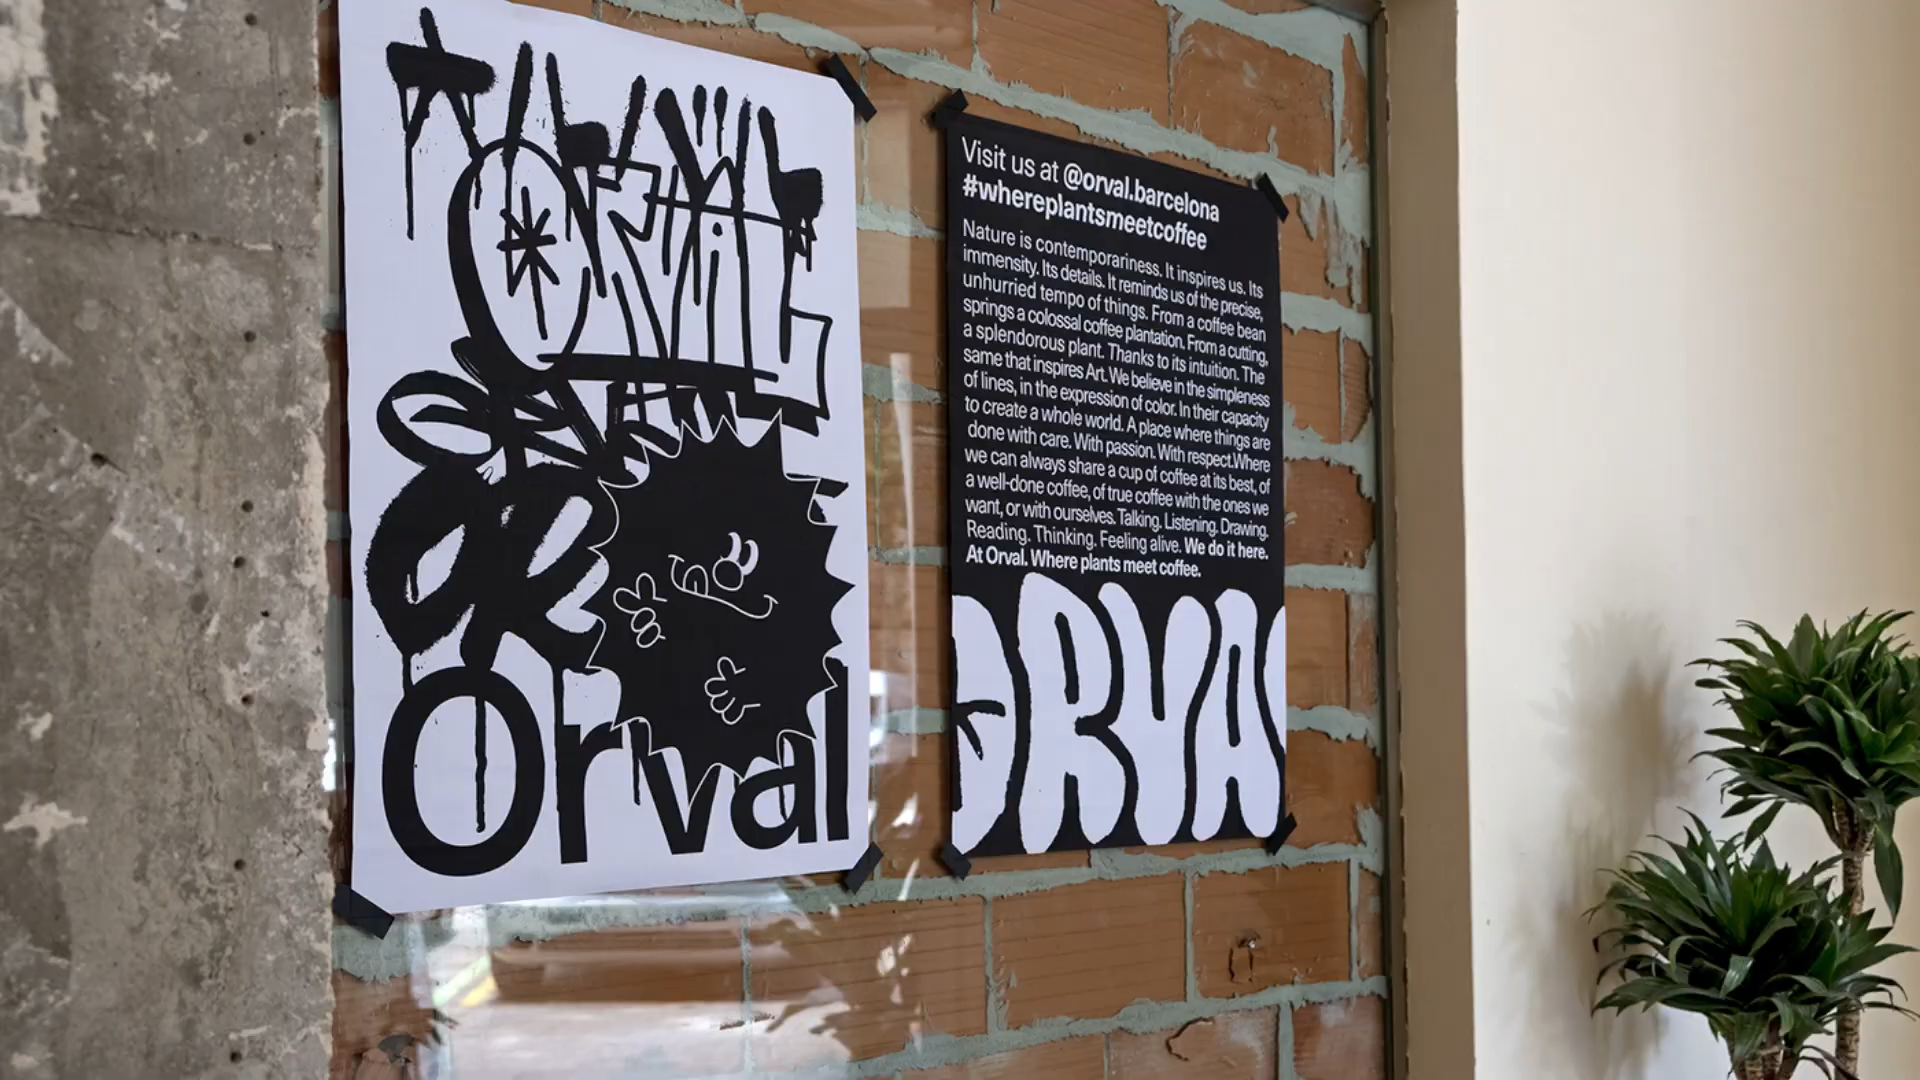 ORVAL
ORVAL
OR
Orval
Visit us at @orval.barcelona
#whereplantsmeetcoffee
Nature is contemporariness. It inspires us. Its
immensity. Its details. It reminds us of the precise,
unhurried tempo of things. From a coffee bean
springs a colossal coffee plantation. From a cutting,
a splendorous plant. Thanks to its intuition. The
same that inspires Art. We believe in the simpleness
of lines, in the expression of color. In their capacity
to create a whole world. A place where things are
done with care. With passion. With respect.Where
we can always share a cup of coffee at its best, of
a well-done coffee, of true coffee with the ones we
want, or with ourselves. Talking. Listening. Drawing.
Reading. Thinking. Feeling alive. We do it here.
At Orval. Where plants meet coffee.
ORVA